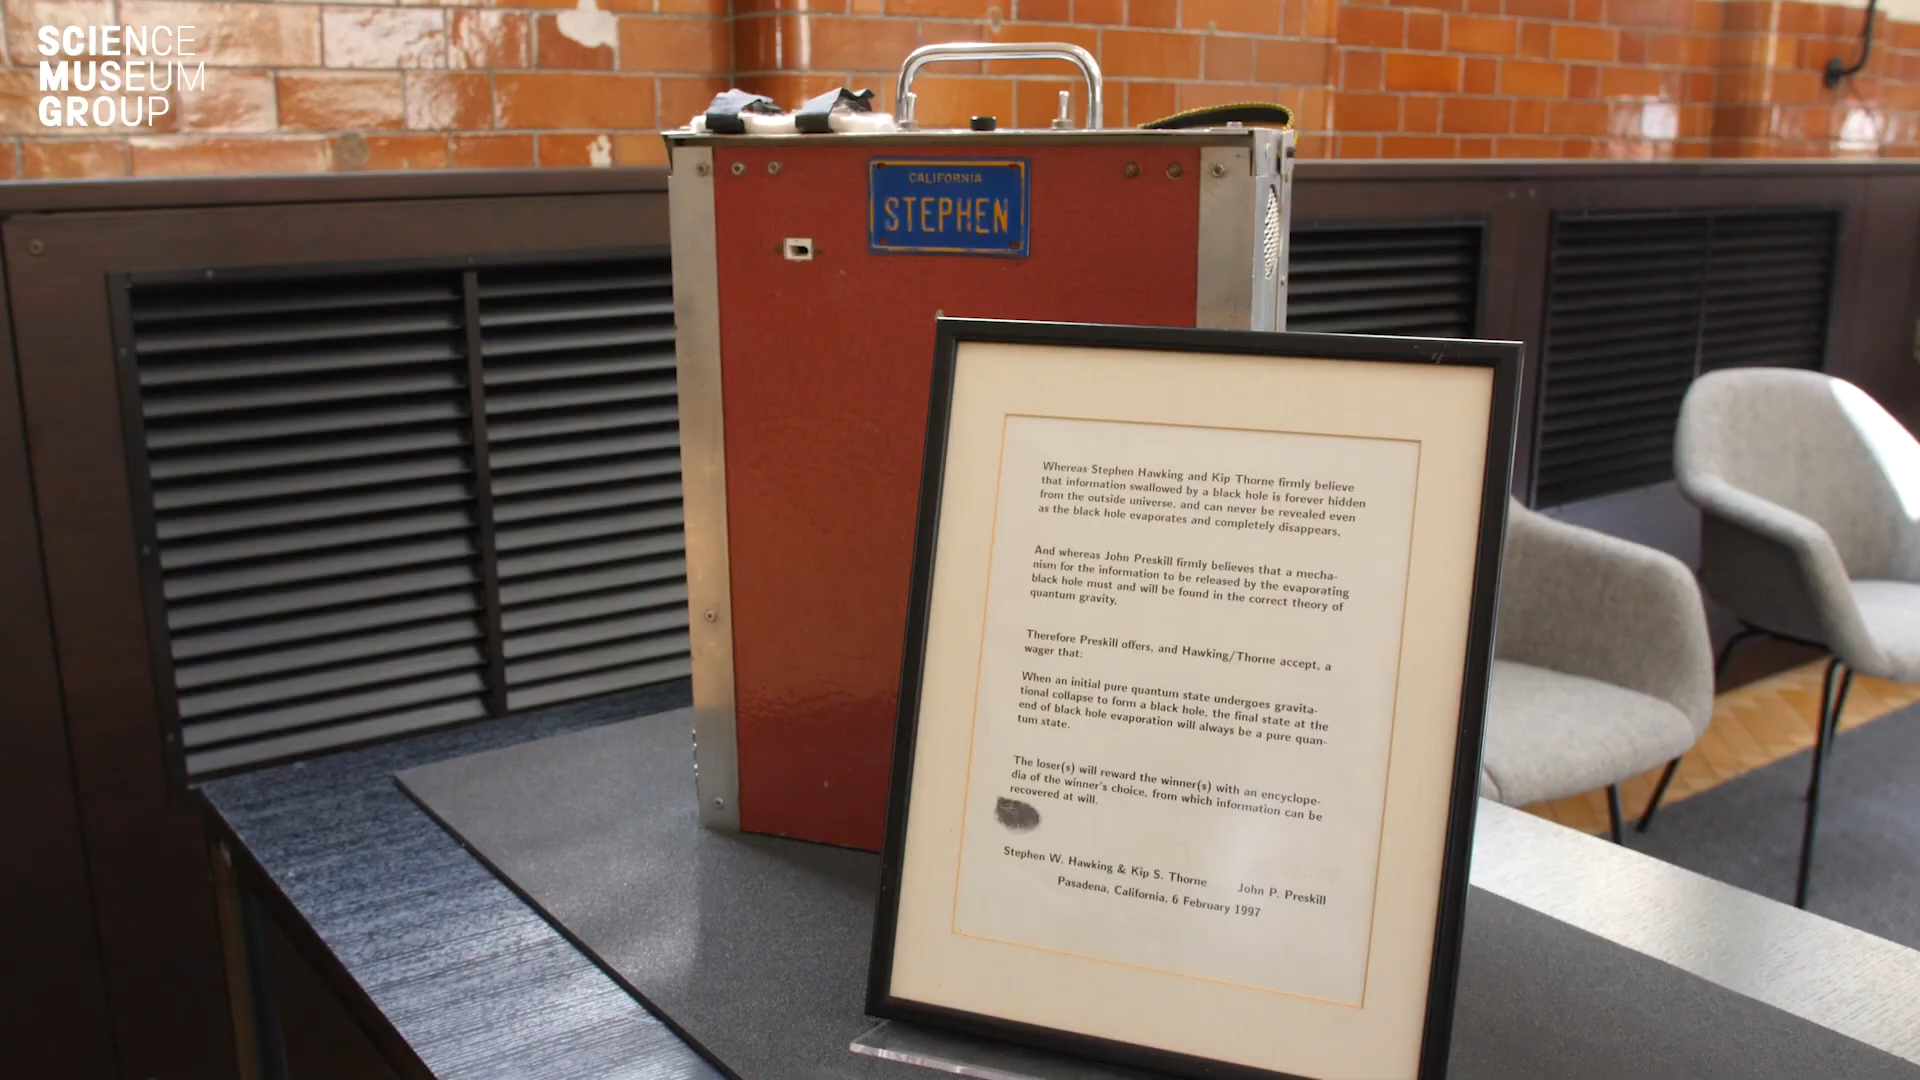 SCIENCE
MUSEUM
GROUP
CALIFORNIA
STEPHEN
Whereas Stephen Hawking and Kip Thorne firmly believe
that information swallowed by a black hole is forever hidden
from the outside universe, and can never be revealed even
as the black hole evaporates and completely disappears,
And whereas John Preskill firmly believes that a mecha-
nism for the information to be released by the evaporating
black hole must and will be found in the correct theory of
quantum gravity,
Therefore Preskill offers, and Hawking/Thorne accept, a
wager that:
When an initial pure quantum state undergoes gravita-
tional collapse to form a black hole, the final state at the
end of black hole evaporation will always be a pure quan-
tum state.
The loser(s) will reward the winner(s) with an encyclope-
dia of the winner's choice, from which information can be
recovered at will.
Stephen W. Hawking & Kip S. Thorne John P. Preskill
Pasadena, California, 6 February 1997